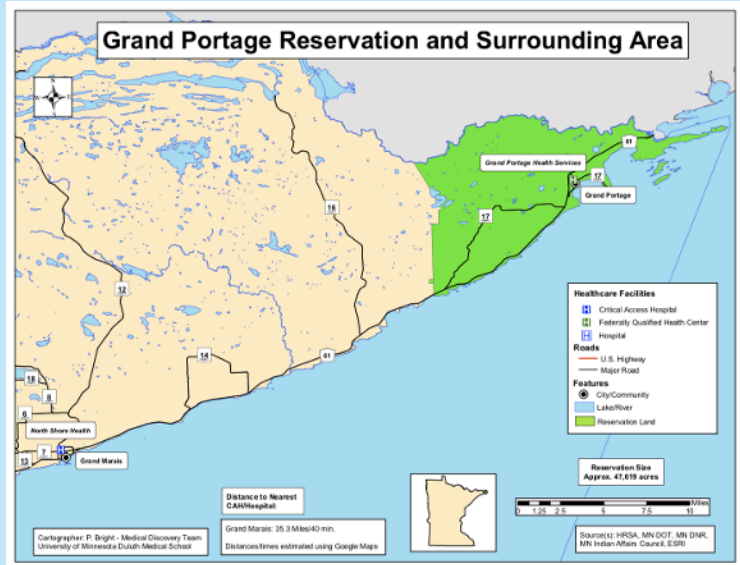 Grand Portage Reservation and Surrounding Area
N
W
E
S
61
Grand Portage Health Services
17
Grand Portage
16
17
12
Healthcare Facilities
H Critical Access Hospital
H Federally Qualified Health Center
H Hospital
Roads
U.S. Highway
Major Road
Features
City/Community
Lake/River
Reservation Land
14
61
18
8
6
North Shore Health
7
13
Grand Marais
Reservation Size
Approx. 47,619 acres
Miles
0 1.25 2.5 5 7.5 10
Distance to Nearest
CAH/Hospital:
Grand Marais: 35.3 Miles/40 min.
Distances/times estimated using Google Maps
Cartographer: P. Bright - Medical Discovery Team
University of Minnesota Duluth Medical School
Source(s): HRSA, MN DOT, MN DNR,
MN Indian Affairs Council, ESRI